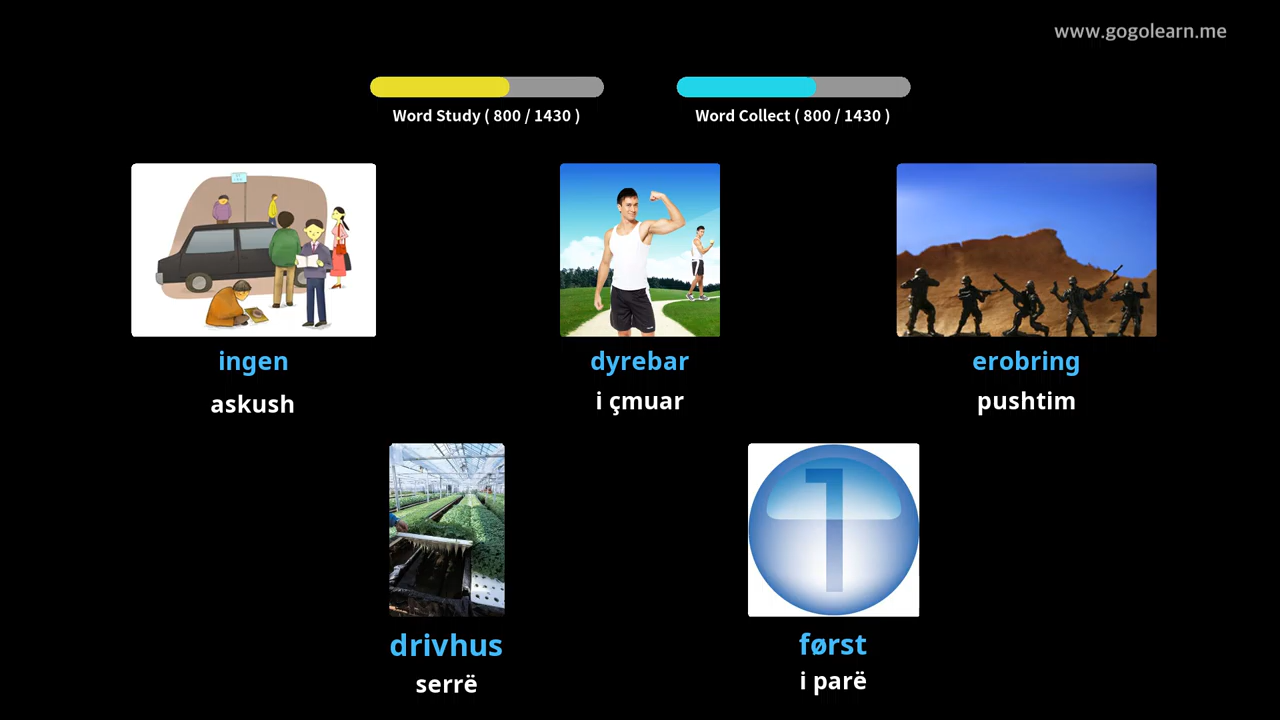 www.gogolearn.me
Word Study ( 800 / 1430 )
Word Collect ( 800 / 1430 )
ingen
askush
dyrebar
i çmuar
erobring
pushtim
drivhus
serrë
1
først
i parë